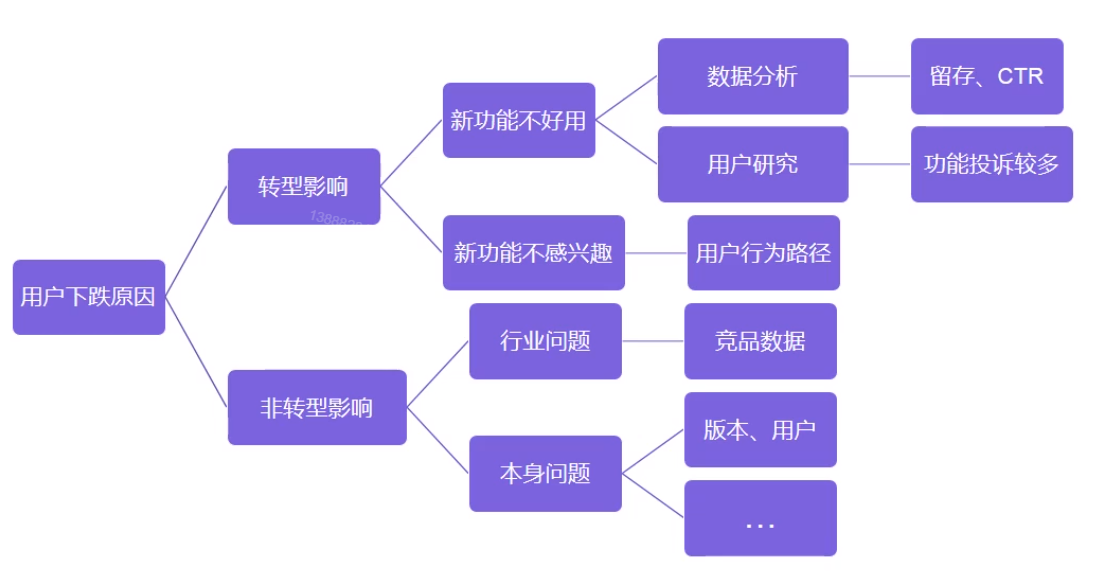 用户下跌原因
转型影响
新功能不好用
数据分析
留存、CTR
用户研究
功能投诉较多
新功能不感兴趣
用户行为路径
非转型影响
行业问题
竞品数据
本身问题
版本、用户
...